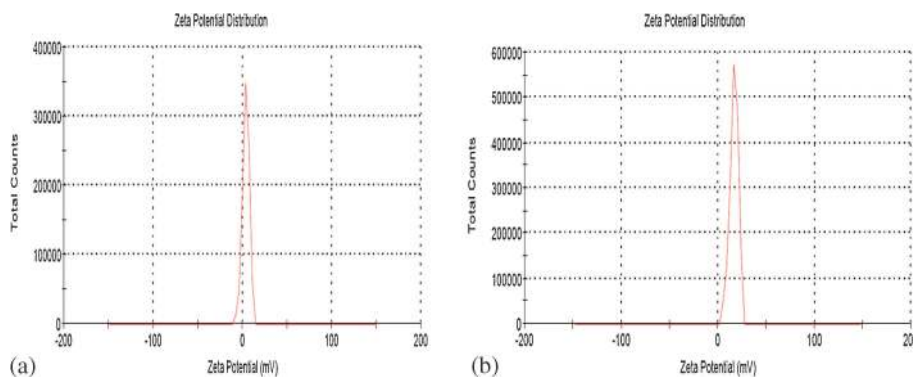 Zeta Potential Distribution
400000
300000
200000
100000
0
Total Counts
-200 -100 0 100 200
Zeta Potential (mV)
(a)
Zeta Potential Distribution
600000
500000
400000
300000
200000
100000
0
Total Counts
-200 -100 0 100 200
Zeta Potential (mV)
(b)